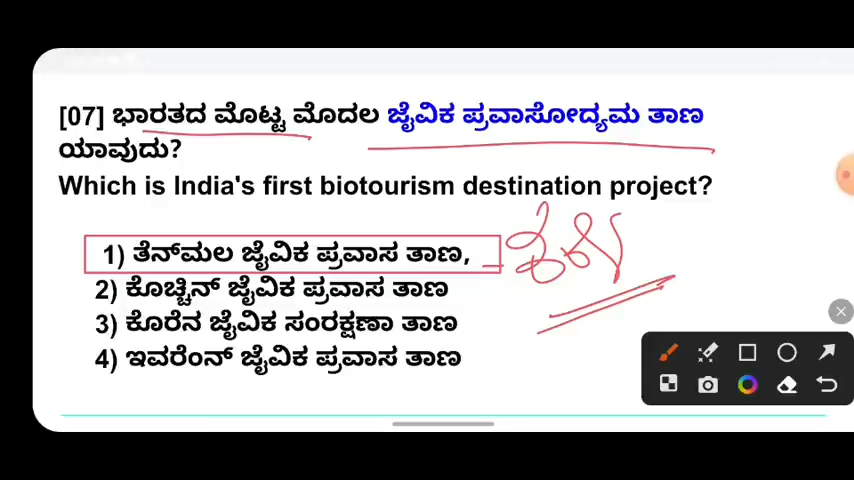 [07] ಭಾರತದ ಮೊಟ್ಟ ಮೊದಲ ಜೈವಿಕ ಪ್ರವಾಸೋದ್ಯಮ ತಾಣ
ಯಾವುದು?
Which is India's first biotourism destination project?
1) ತೆನ್‌ಮಲ ಜೈವಿಕ ಪ್ರವಾಸ ತಾಣ,
2) ಕೊಚ್ಚಿನ್ ಜೈವಿಕ ಪ್ರವಾಸ ತಾಣ
3) ಕೊರೆನ ಜೈವಿಕ ಸಂರಕ್ಷಣಾ ತಾಣ
4) ಇವರೆಂನ್ ಜೈವಿಕ ಪ್ರವಾಸ ತಾಣ